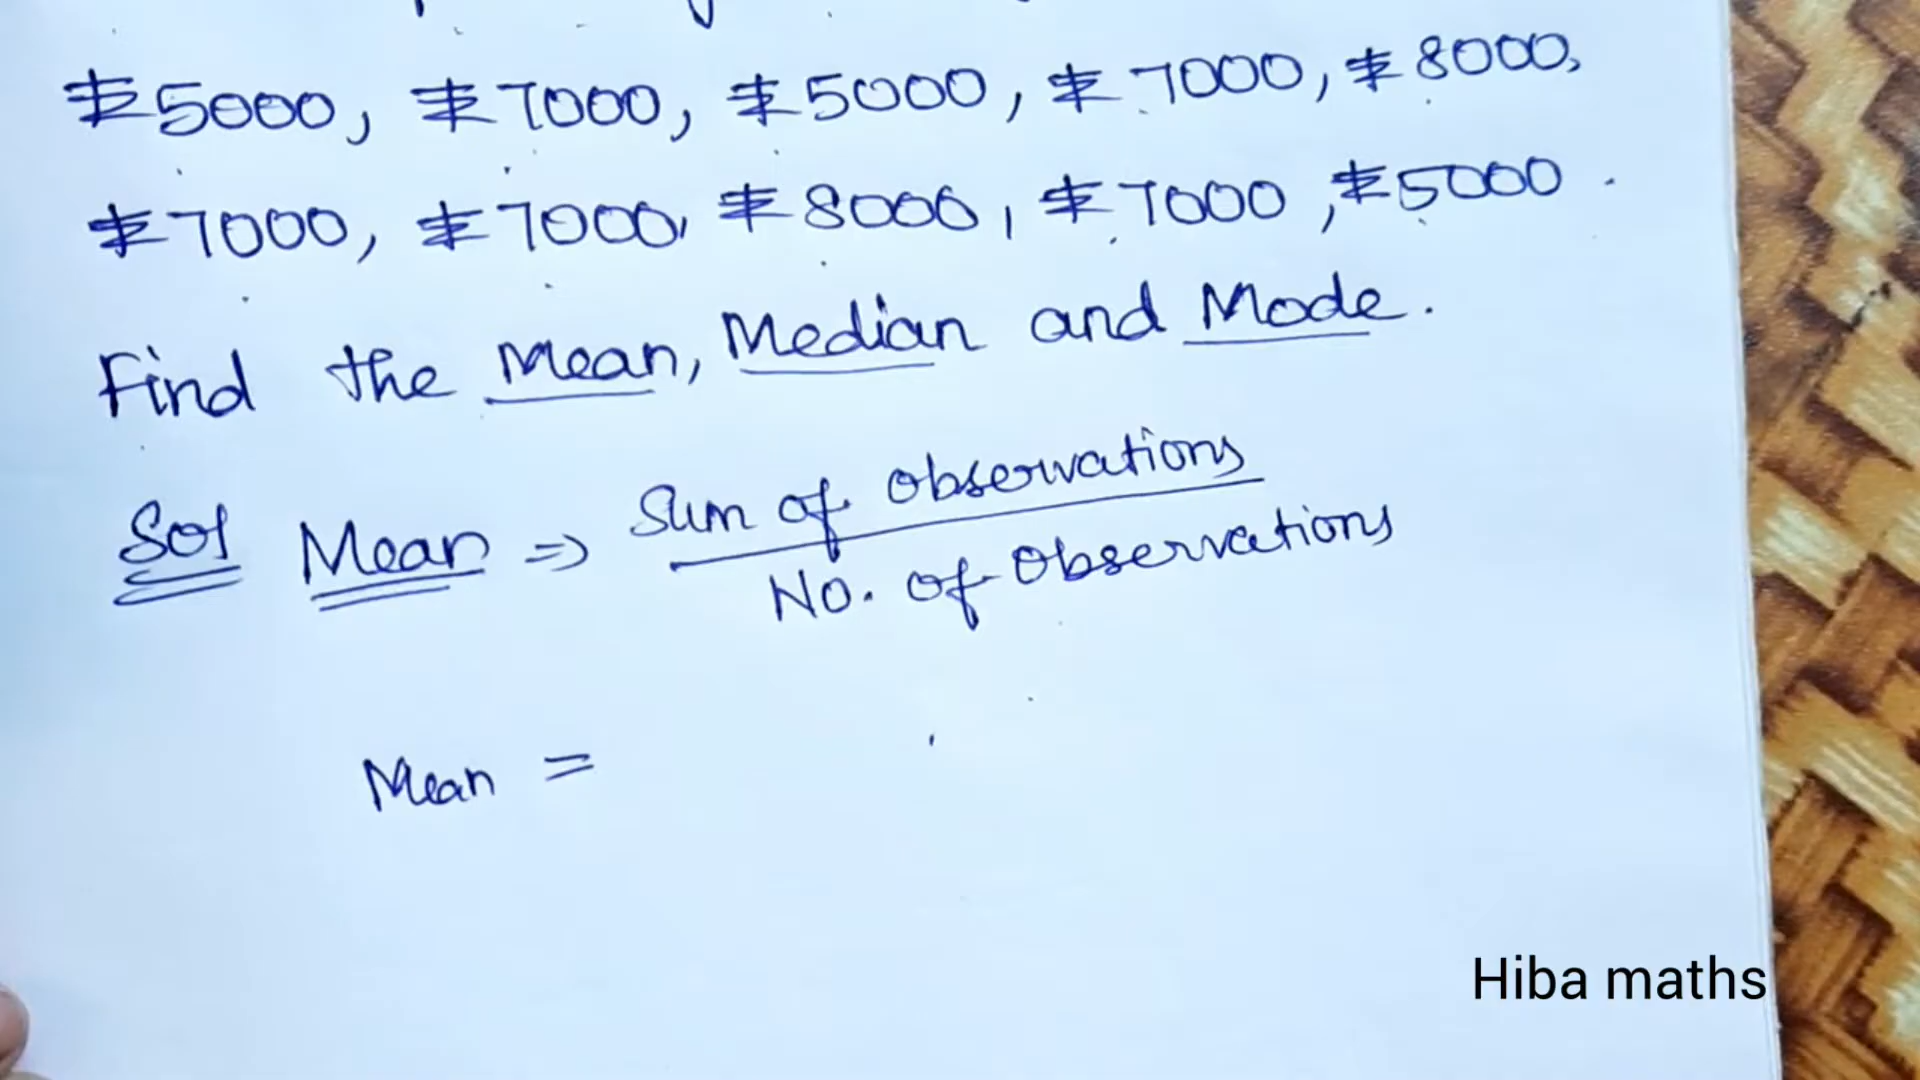 ₹5000, ₹7000, ₹5000, ₹7000, ₹8000,
₹7000, ₹7000, ₹8000, ₹7000, ₹5000.
Find the Mean, Median and Mode.
Sol Mean ⇒ Sum of observations
No. of observations
Mean =
Hiba maths